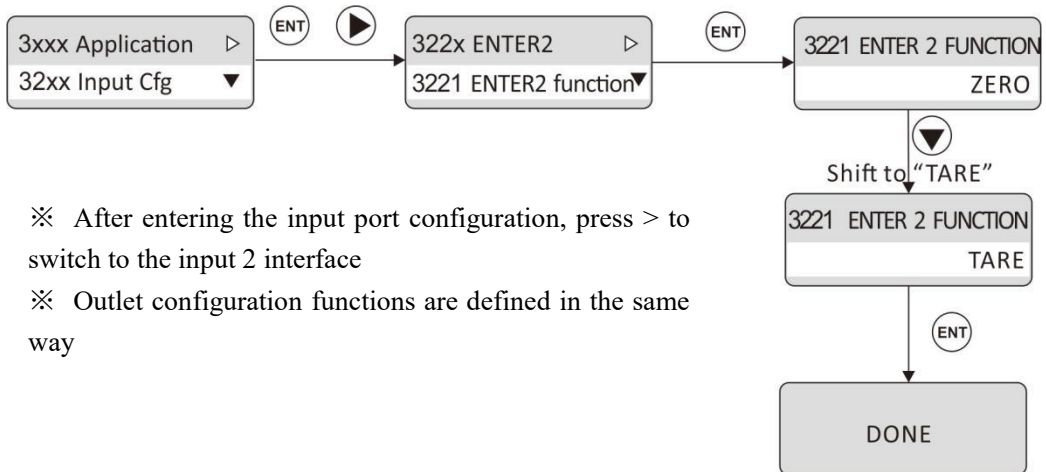 ENT
ENT
3xxx Application ▷
32xx Input Cfg ▼
322x ENTER2 ▷
3221 ENTER2 function▼
3221 ENTER 2 FUNCTION
ZERO
Shift to “TARE”
3221 ENTER 2 FUNCTION
TARE
※ After entering the input port configuration, press > to
switch to the input 2 interface
※ Outlet configuration functions are defined in the same
way
ENT
DONE